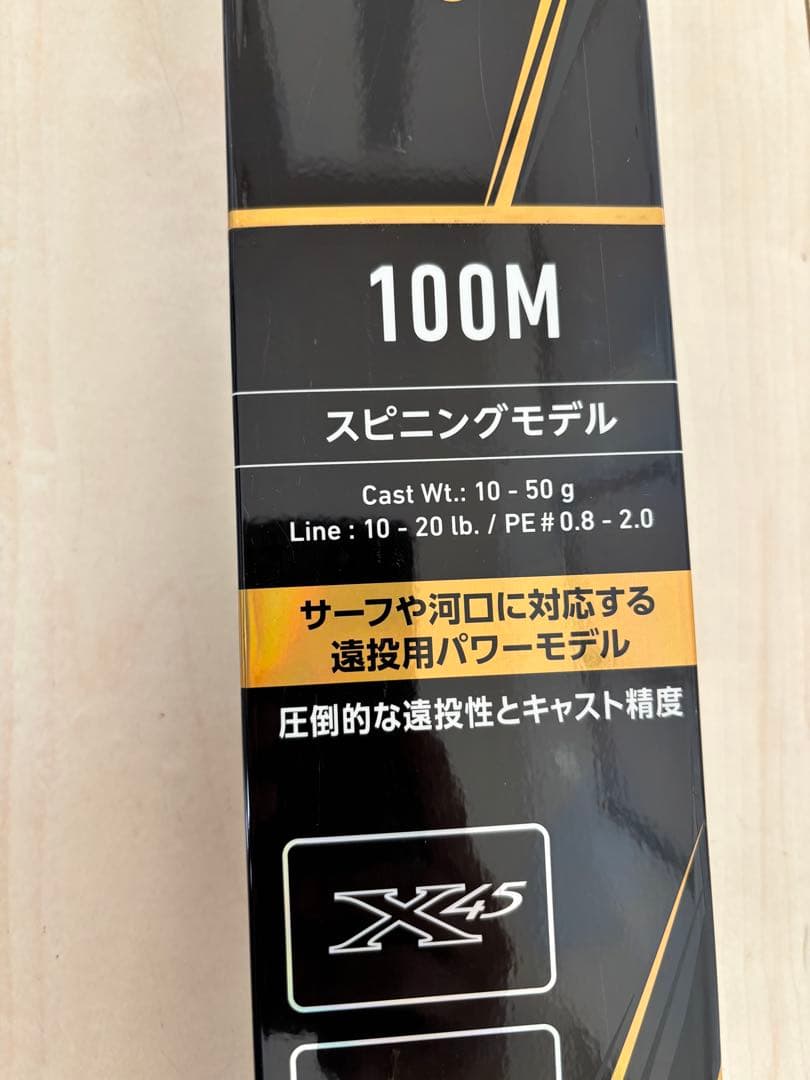 100M
スピニングモデル
Cast Wt.: 10 - 50 g
Line : 10 - 20 lb. / PE#0.8 - 2.0
サーフや河口に対応する
遠投用パワーモデル
圧倒的な遠投性とキャスト精度
X45